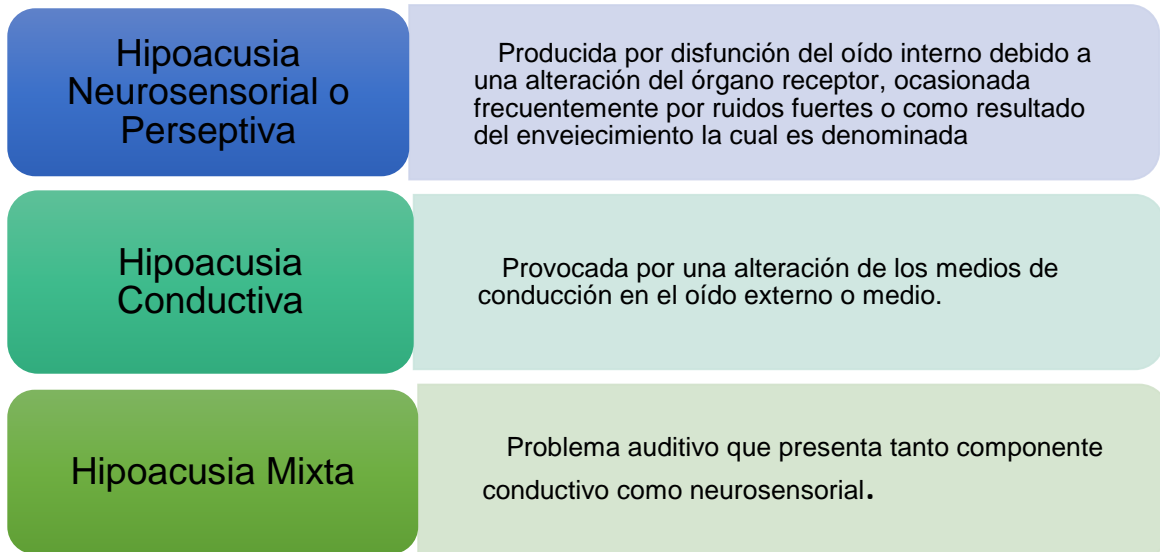 Hipoacusia
Neurosensorial o
Perseptiva
Producida por disfunción del oído interno debido a
una alteración del órgano receptor, ocasionada
frecuentemente por ruidos fuertes o como resultado
del envejecimiento la cual es denominada
Hipoacusia
Conductiva
Provocada por una alteración de los medios de
conducción en el oído externo o medio.
Hipoacusia Mixta
Problema auditivo que presenta tanto componente
conductivo como neurosensorial.